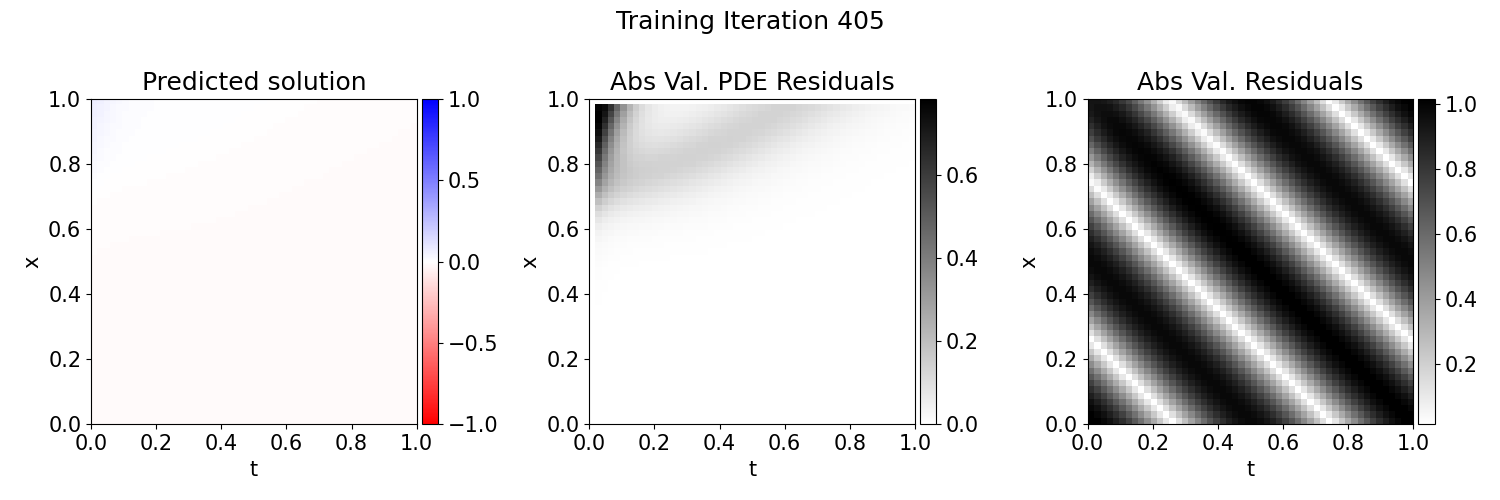 Training Iteration 405
Predicted solution
Abs Val. PDE Residuals
Abs Val. Residuals
1.0
0.8
0.6
0.4
0.2
0.0
x
0.0 0.2 0.4 0.6 0.8 1.0
t
1.0
0.5
0.0
−0.5
−1.0
1.0
0.8
0.6
0.4
0.2
0.0
x
0.0 0.2 0.4 0.6 0.8 1.0
t
0.6
0.4
0.2
0.0
1.0
0.8
0.6
0.4
0.2
0.0
x
0.0 0.2 0.4 0.6 0.8 1.0
t
1.0
0.8
0.6
0.4
0.2